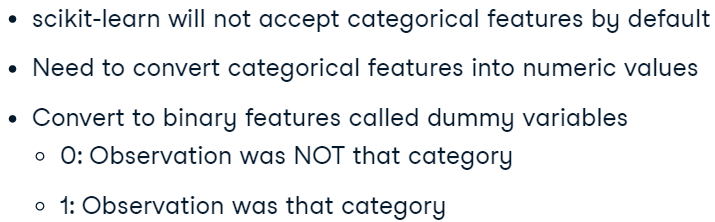 • scikit-learn will not accept categorical features by default
• Need to convert categorical features into numeric values
• Convert to binary features called dummy variables
◦ 0: Observation was NOT that category
◦ 1: Observation was that category